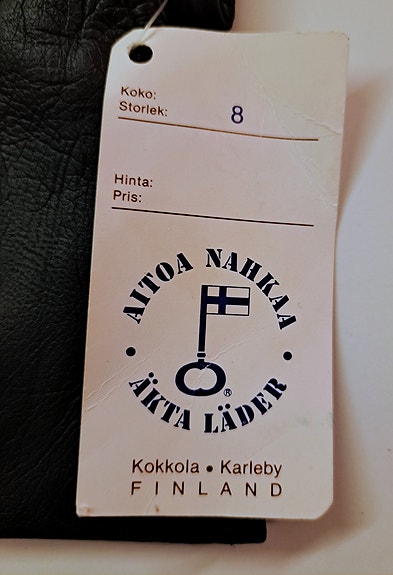 Koko:
Storlek: 8
Hinta:
Pris:
AITOA NAHKAA
®
• ÄKTA LÄDER •
Kokkola • Karleby
FINLAND